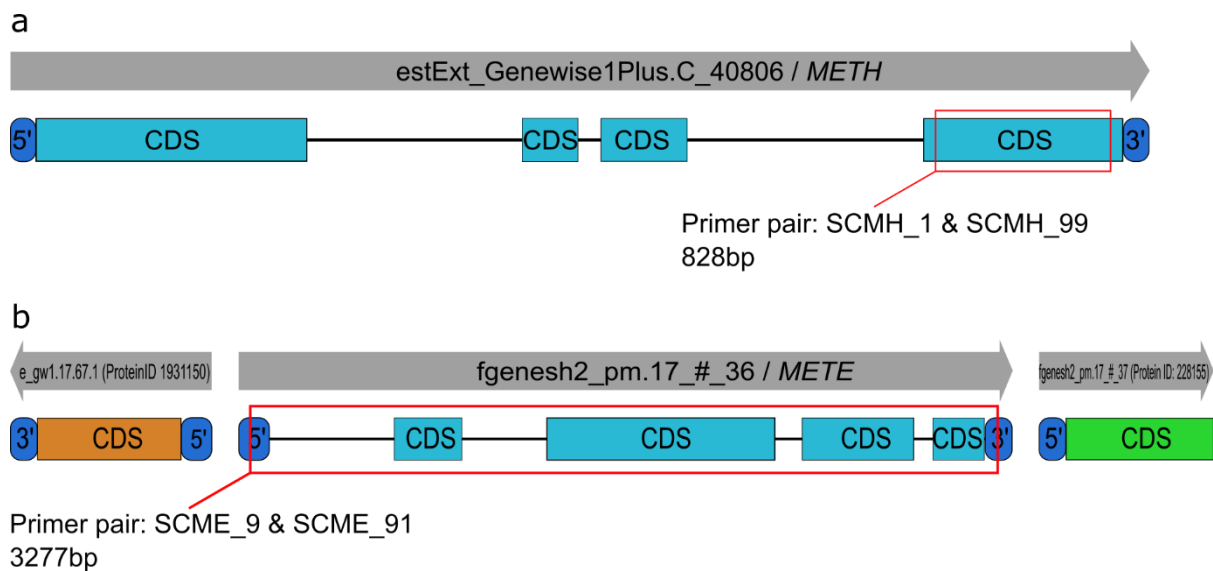 a
estExt_Genewise1Plus.C_40806 / METH
5' CDS CDS CDS CDS 3'
Primer pair: SCMH_1 & SCMH_99
828bp
b
e_gw1.17.67.1 (ProteinID 1931150) fgenesh2_pm.17_#_36 / METE fgenesh2_pm.17_#_37 (Protein ID: 228155)
3' CDS 5' 5' CDS CDS CDS CDS 3' 5' CDS
Primer pair: SCME_9 & SCME_91
3277bp